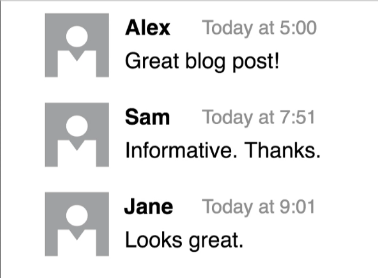 Alex Today at 5:00
Great blog post!
Sam Today at 7:51
Informative. Thanks.
Jane Today at 9:01
Looks great.